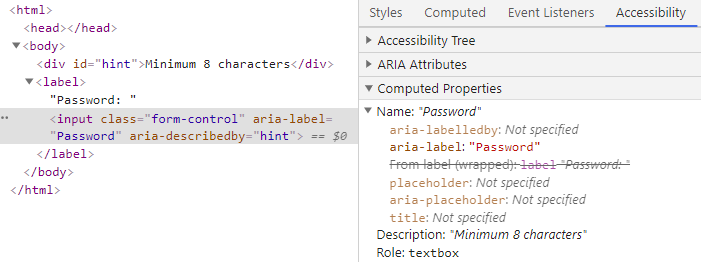 <html>
<head></head>
▼<body>
<div id="hint">Minimum 8 characters</div>
▼<label>
"Password: "
<input class="form-control" aria-label=
"Password" aria-describedby="hint"> == $0
</label>
</body>
</html>
Styles Computed Event Listeners Accessibility
▶ Accessibility Tree
▶ ARIA Attributes
▼ Computed Properties
▼ Name: "Password"
aria-labelledby: Not specified
aria-label: "Password"
From label (wrapped): label "Password: "
placeholder: Not specified
aria-placeholder: Not specified
title: Not specified
Description: "Minimum 8 characters"
Role: textbox